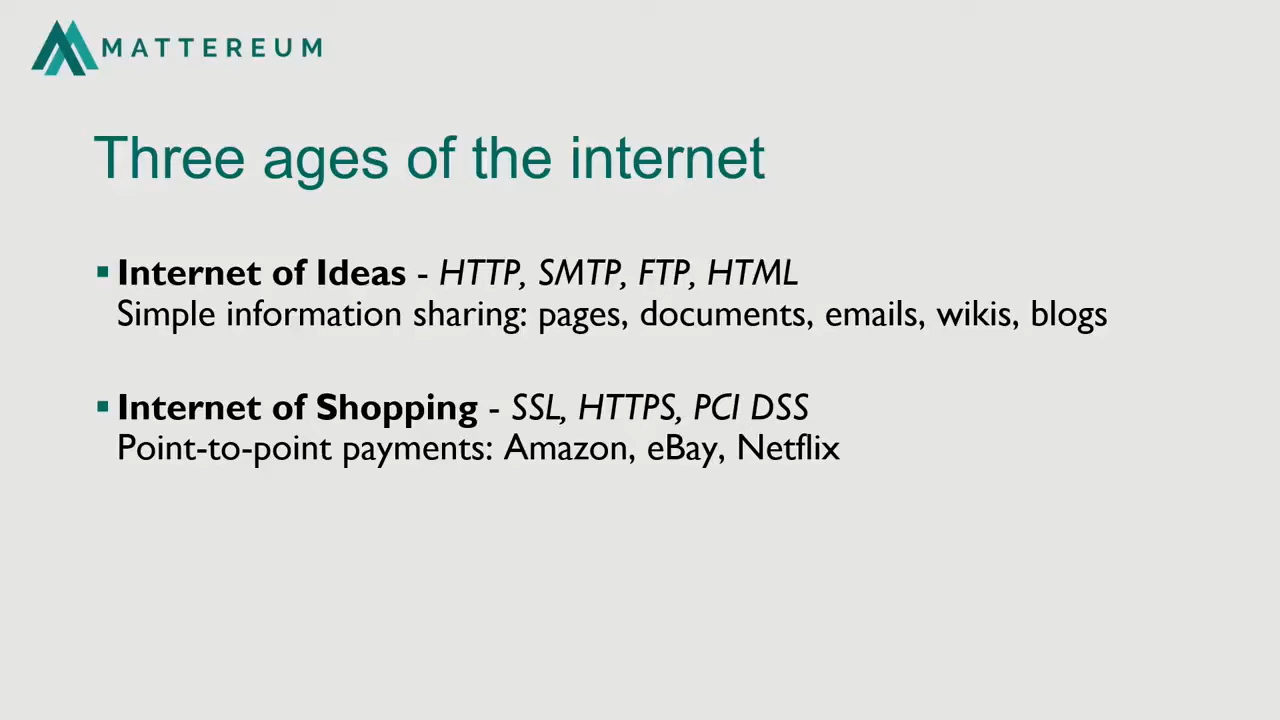 MATTEREUM
Three ages of the internet
Internet of Ideas - HTTP, SMTP, FTP, HTML
Simple information sharing: pages, documents, emails, wikis, blogs
Internet of Shopping - SSL, HTTPS, PCI DSS
Point-to-point payments: Amazon, eBay, Netflix